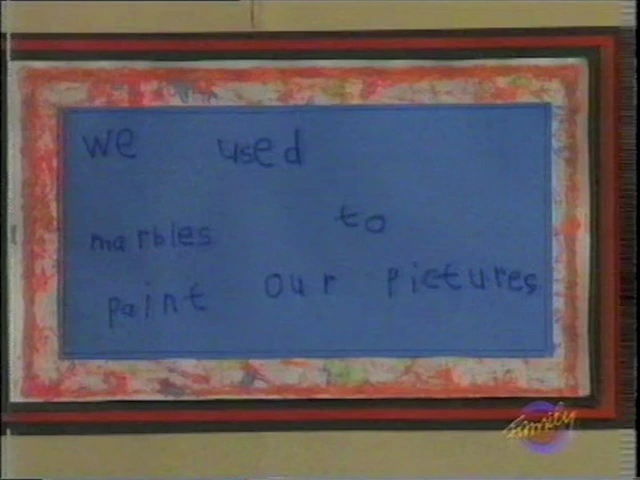 we used
marbles to
paint our pictures
Family